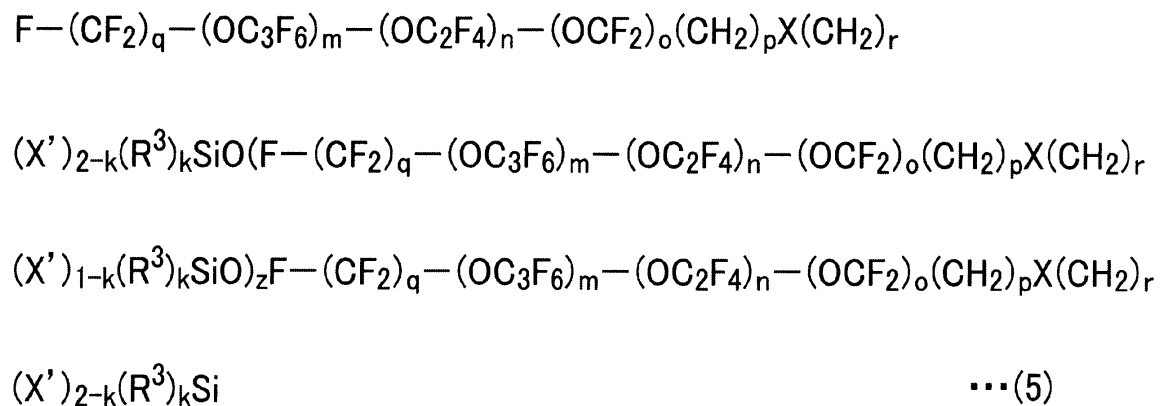 F−(CF2)q−(OC3F6)m−(OC2F4)n−(OCF2)o(CH2)pX(CH2)r
(X')2−k(R³)kSiO(F−(CF2)q−(OC3F6)m−(OC2F4)n−(OCF2)o(CH2)pX(CH2)r
(X')1−k(R³)kSiO)zF−(CF2)q−(OC3F6)m−(OC2F4)n−(OCF2)o(CH2)pX(CH2)r
(X')2−k(R³)kSi ⋯(5)